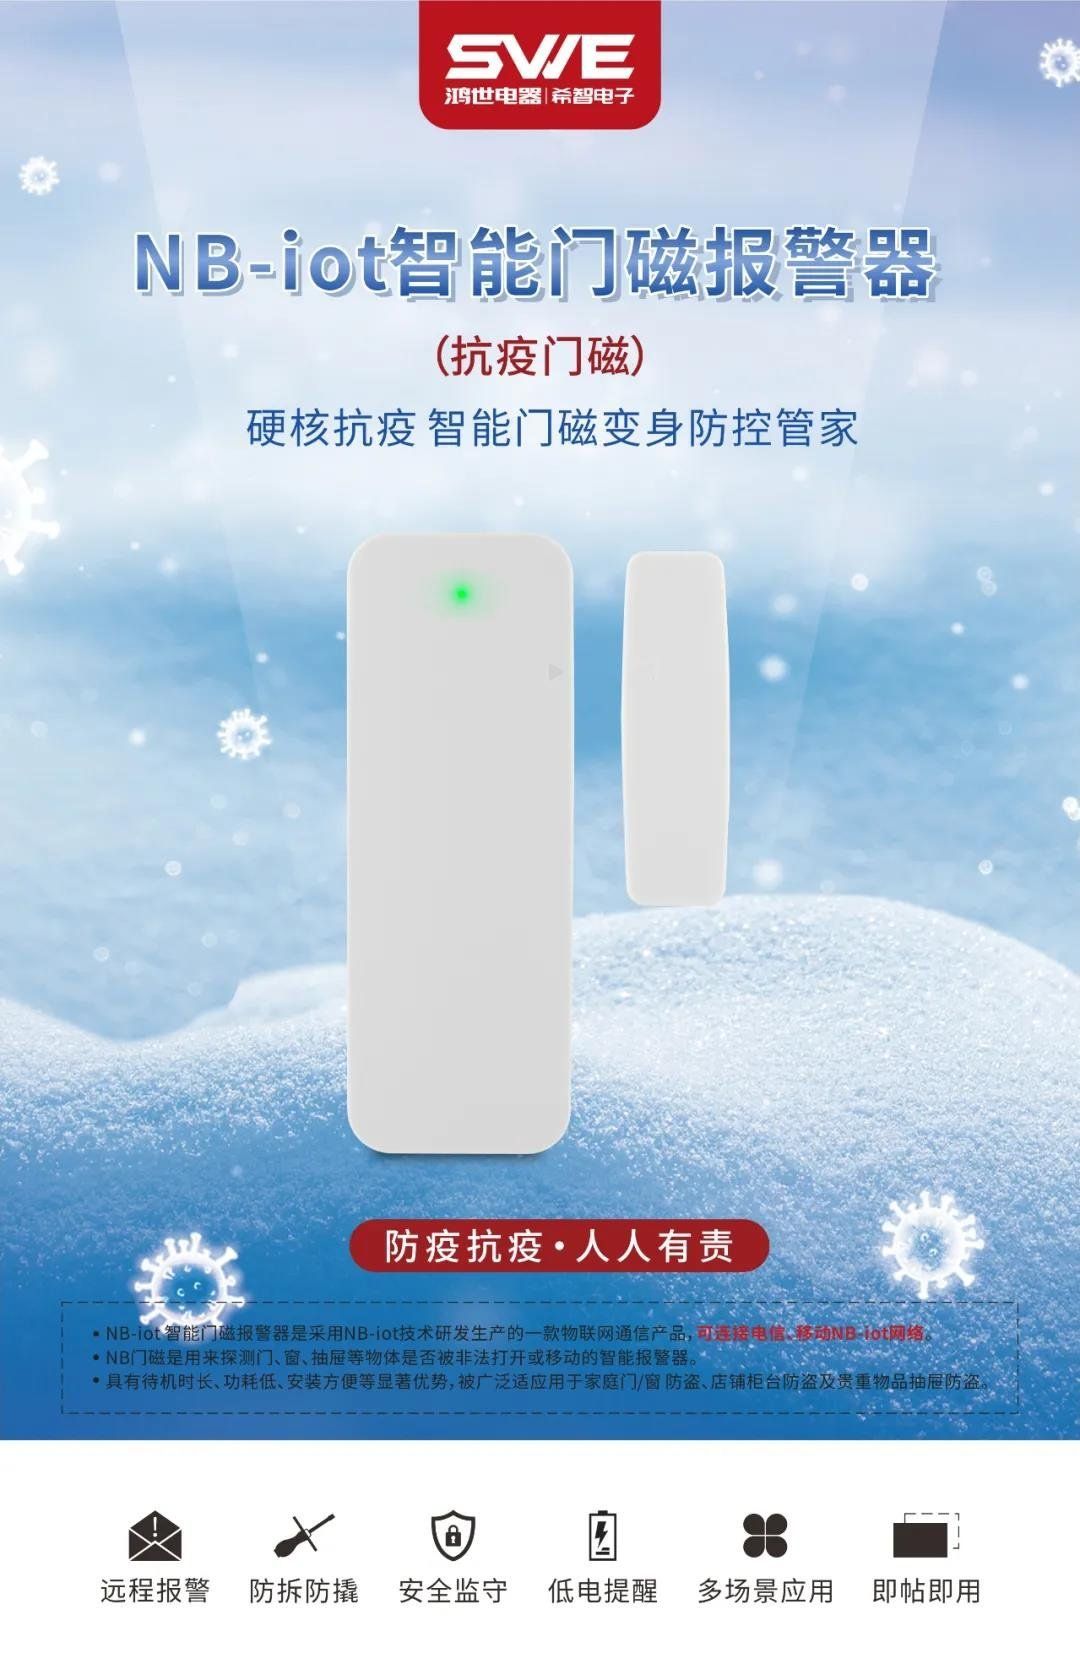 SWE
鸿世电器|希智电子
NB-iot智能门磁报警器
(抗疫门磁)
硬核抗疫 智能门磁变身防控管家
防疫抗疫·人人有责
• NB-iot 智能门磁报警器是采用NB-iot技术研发生产的一款物联网通信产品,可连接电信、移动NB-iot网络。
• NB门磁是用来探测门、窗、抽屉等物体是否被非法打开或移动的智能报警器。
• 具有待机时长、功耗低、安装方便等显著优势,被广泛适应用于家庭门/窗 防盗、店铺柜台防盗及贵重物品抽屉防盗。
远程报警 防拆防撬 安全监守 低电提醒 多场景应用 即帖即用